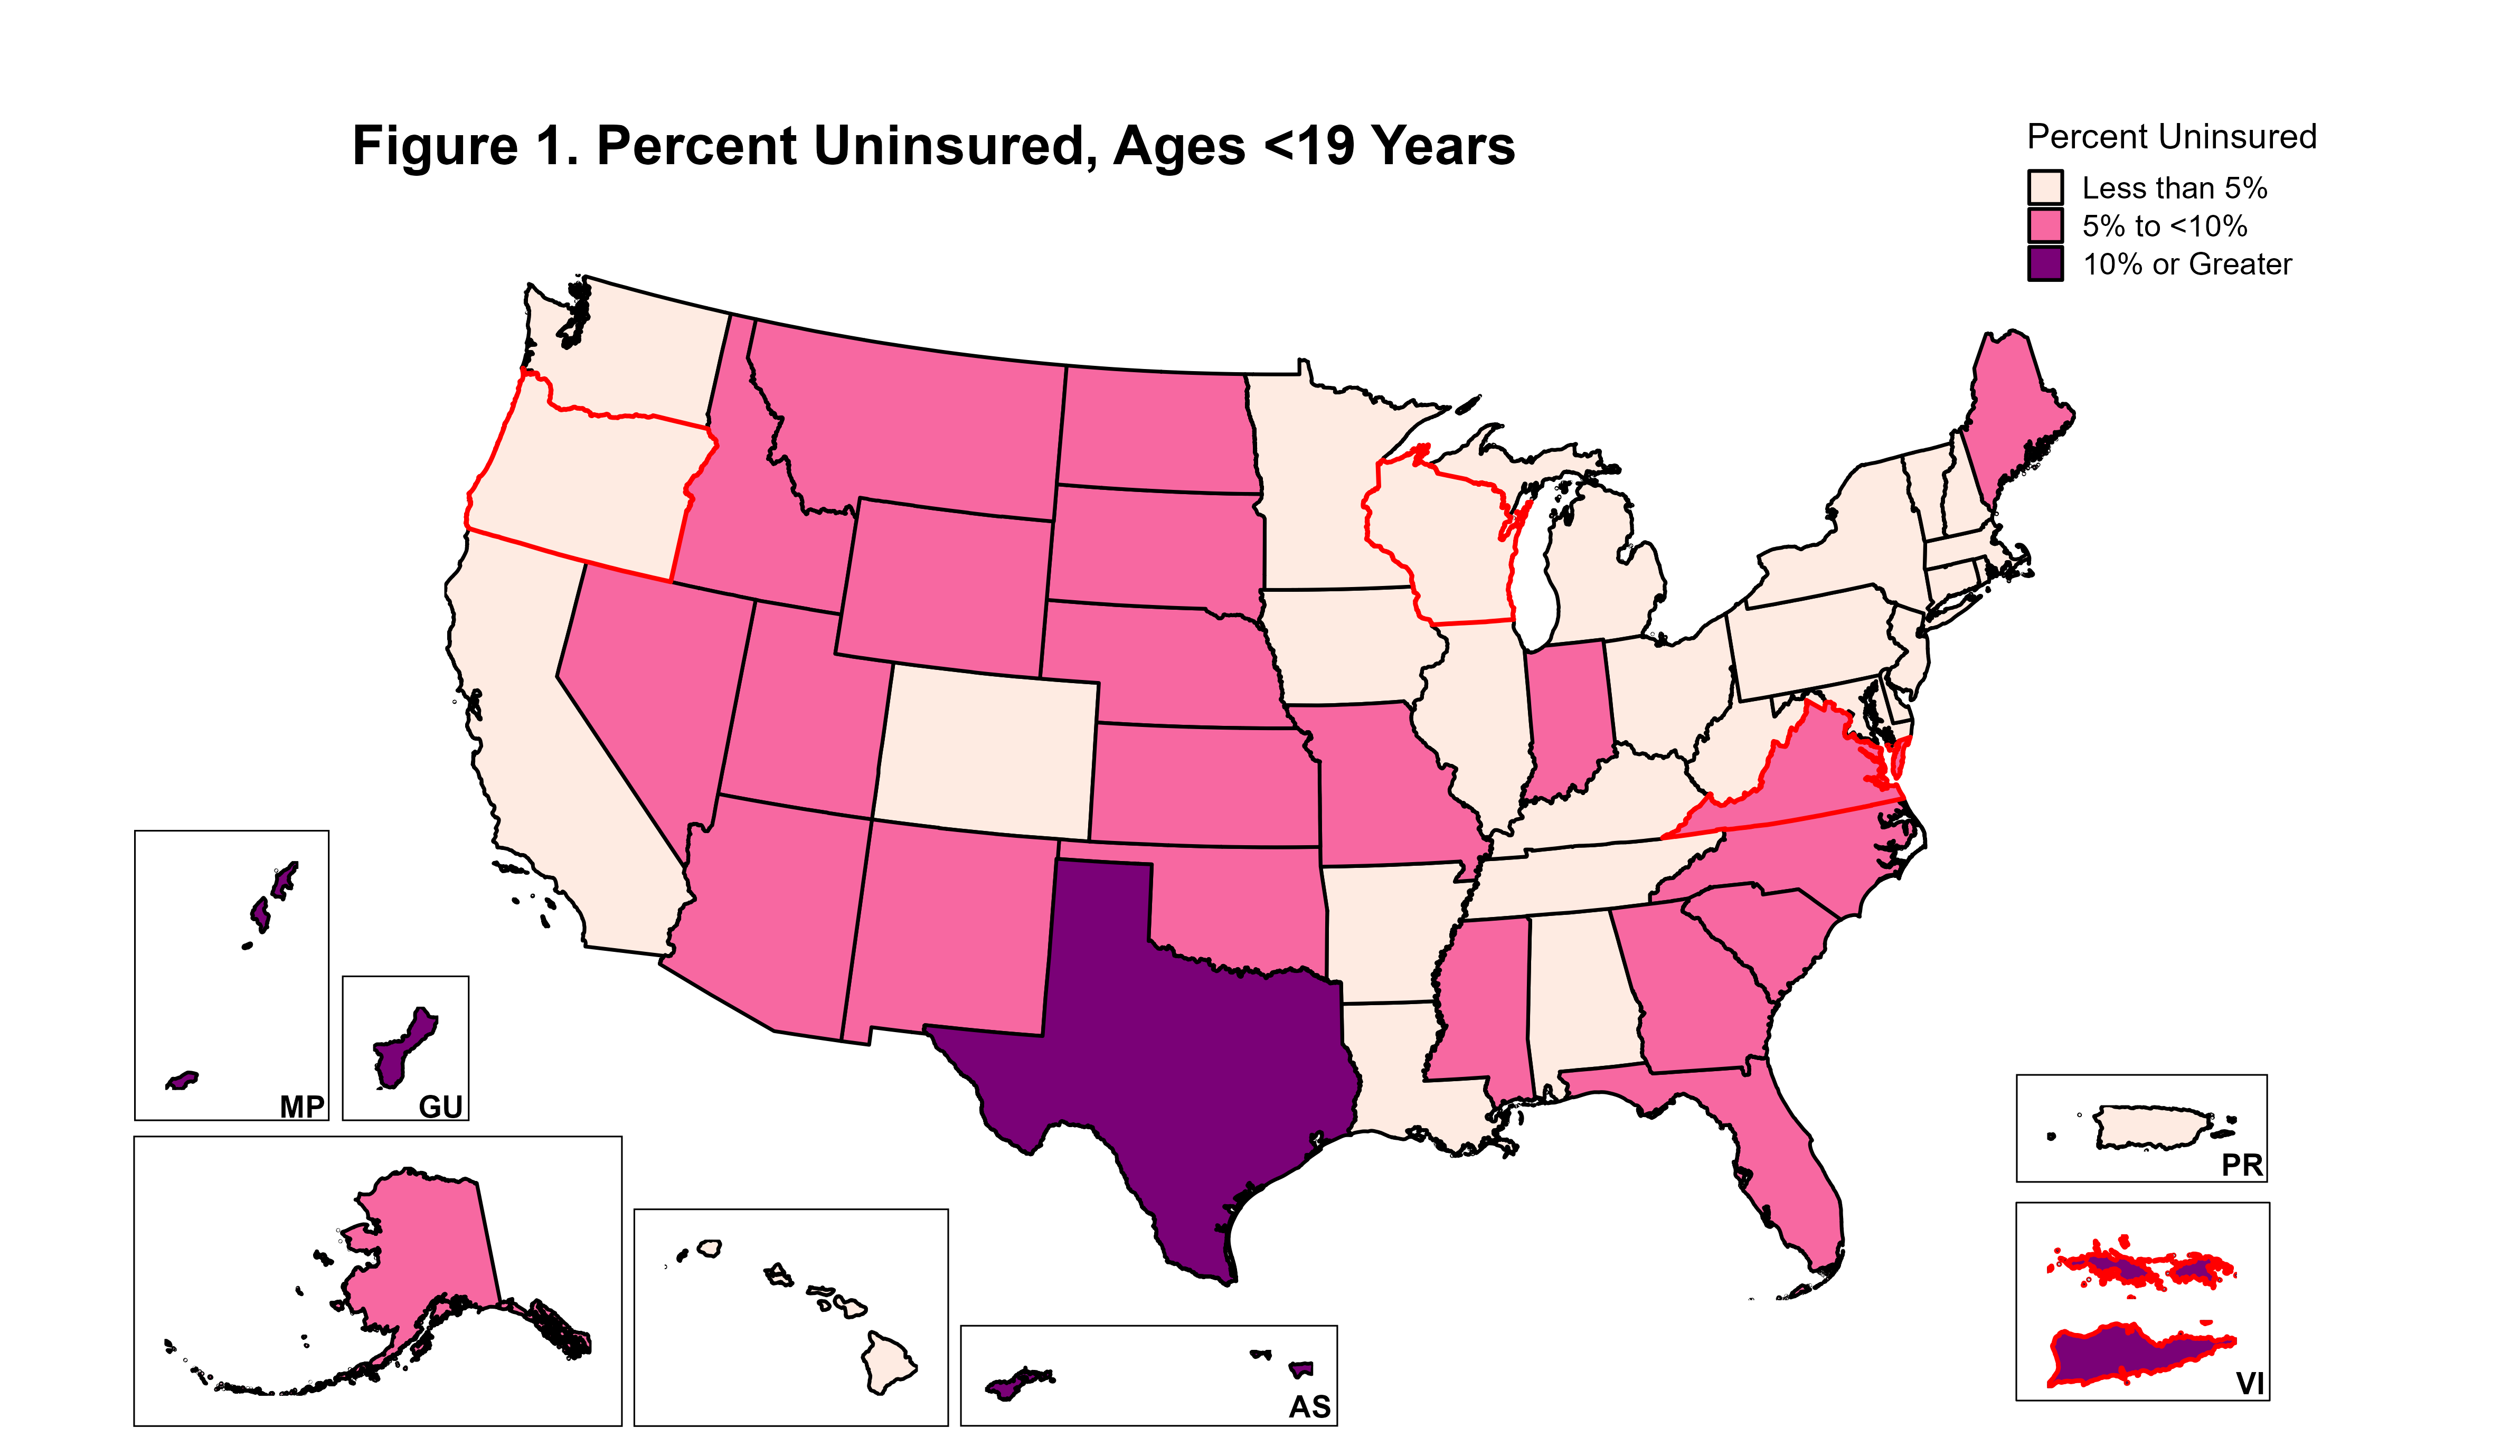 Figure 1. Percent Uninsured, Ages <19 Years
Percent Uninsured
Less than 5%
5% to <10%
10% or Greater
MP
GU
AS
PR
VI